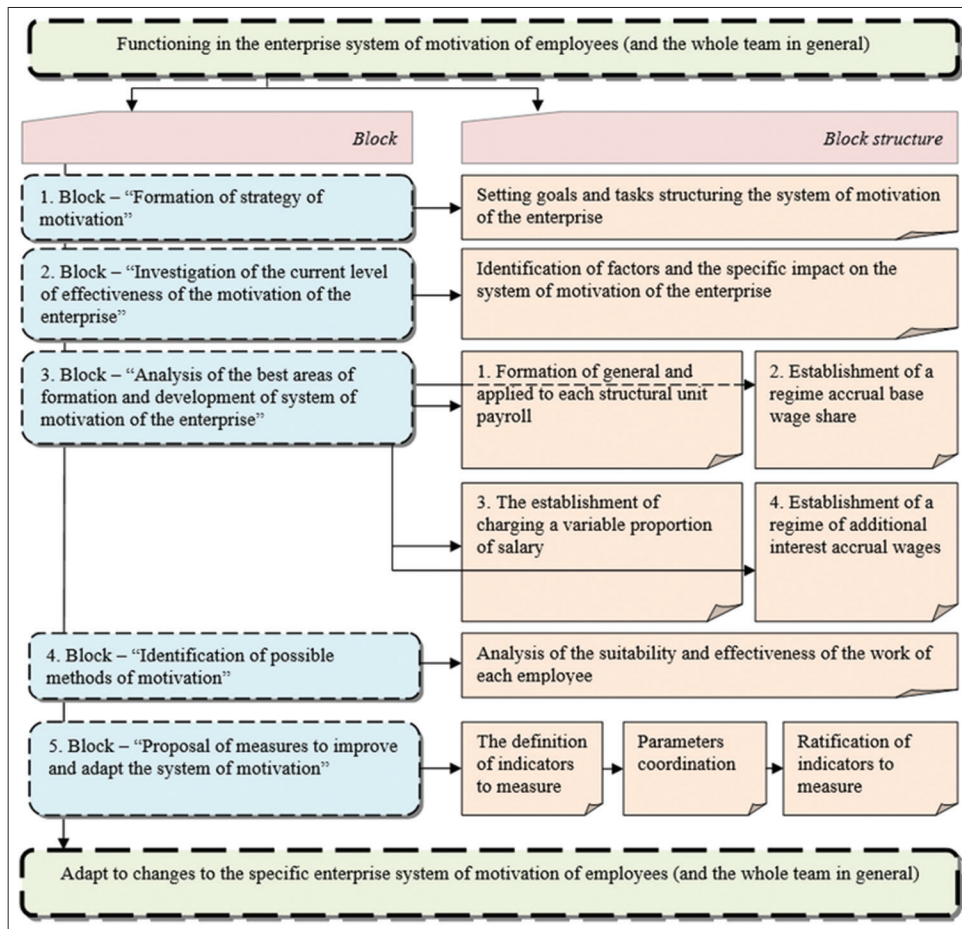 Functioning in the enterprise system of motivation of employees (and the whole team in general)
Block
Block structure
1. Block – “Formation of strategy of
motivation”
Setting goals and tasks structuring the system of motivation
of the enterprise
2. Block – “Investigation of the current level
of effectiveness of the motivation of the
enterprise”
Identification of factors and the specific impact on the
system of motivation of the enterprise
3. Block – “Analysis of the best areas of
formation and development of system of
motivation of the enterprise”
1. Formation of general and
applied to each structural unit
payroll
2. Establishment of a
regime accrual base
wage share
3. The establishment of
charging a variable proportion
of salary
4. Establishment of a
regime of additional
interest accrual wages
4. Block – “Identification of possible
methods of motivation”
Analysis of the suitability and effectiveness of the work of
each employee
5. Block – “Proposal of measures to improve
and adapt the system of motivation”
The definition
of indicators
to measure
Parameters
coordination
Ratification of
indicators to
measure
Adapt to changes to the specific enterprise system of motivation of employees (and the whole team in general)